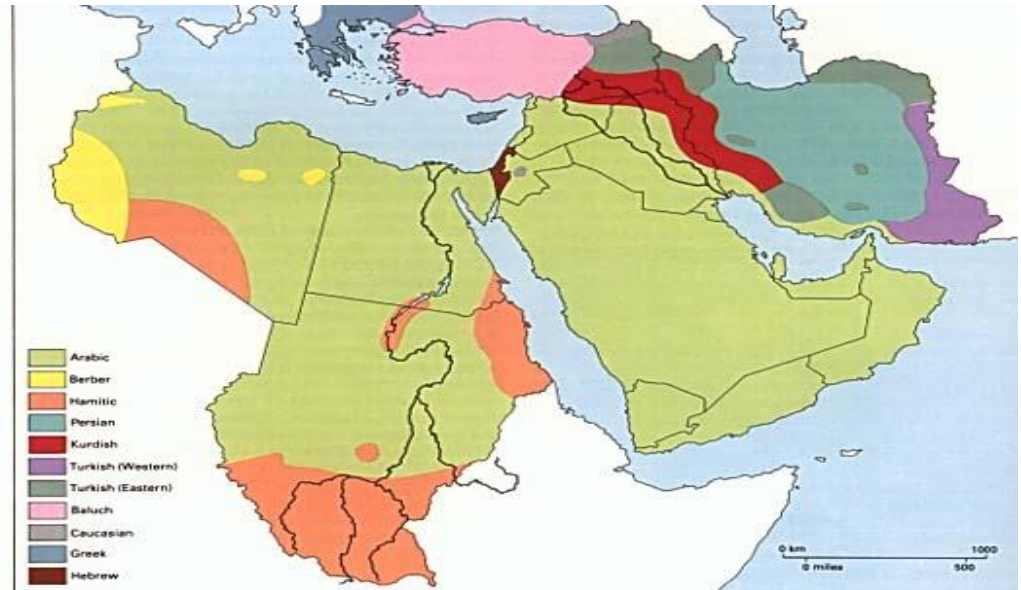 Arabic
Berber
Hamitic
Persian
Kurdish
Turkish (Western)
Turkish (Eastern)
Baluch
Caucasian
Greek
Hebrew
0 km 1000
0 miles 500